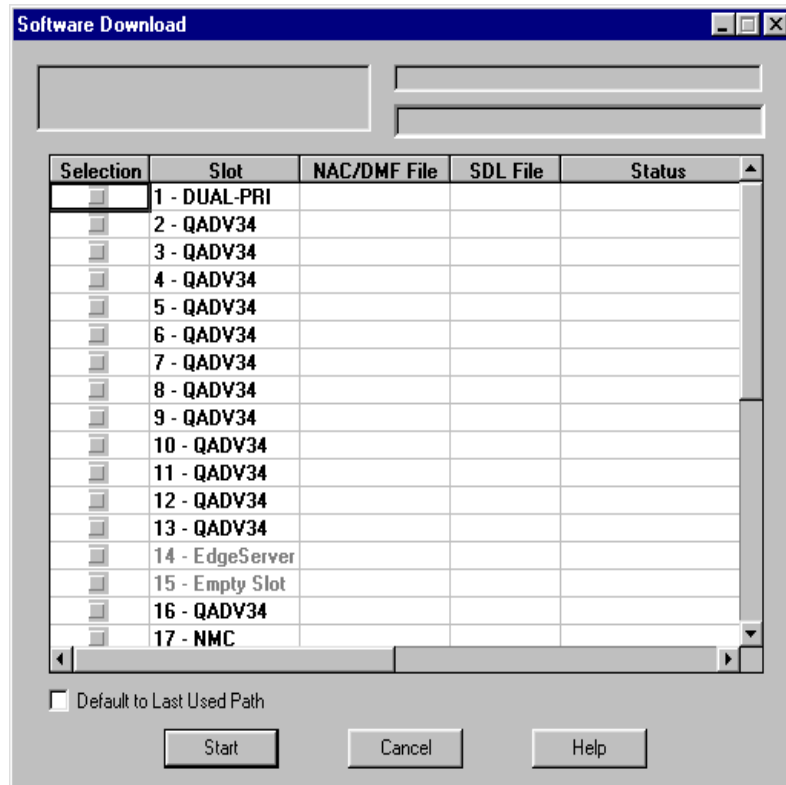 Software Download
Selection Slot NAC/DMF File SDL File Status
1 - DUAL-PRI
2 - QADV34
3 - QADV34
4 - QADV34
5 - QADV34
6 - QADV34
7 - QADV34
8 - QADV34
9 - QADV34
10 - QADV34
11 - QADV34
12 - QADV34
13 - QADV34
14 - EdgeServer
15 - Empty Slot
16 - QADV34
17 - NMC
Default to Last Used Path
Start Cancel Help